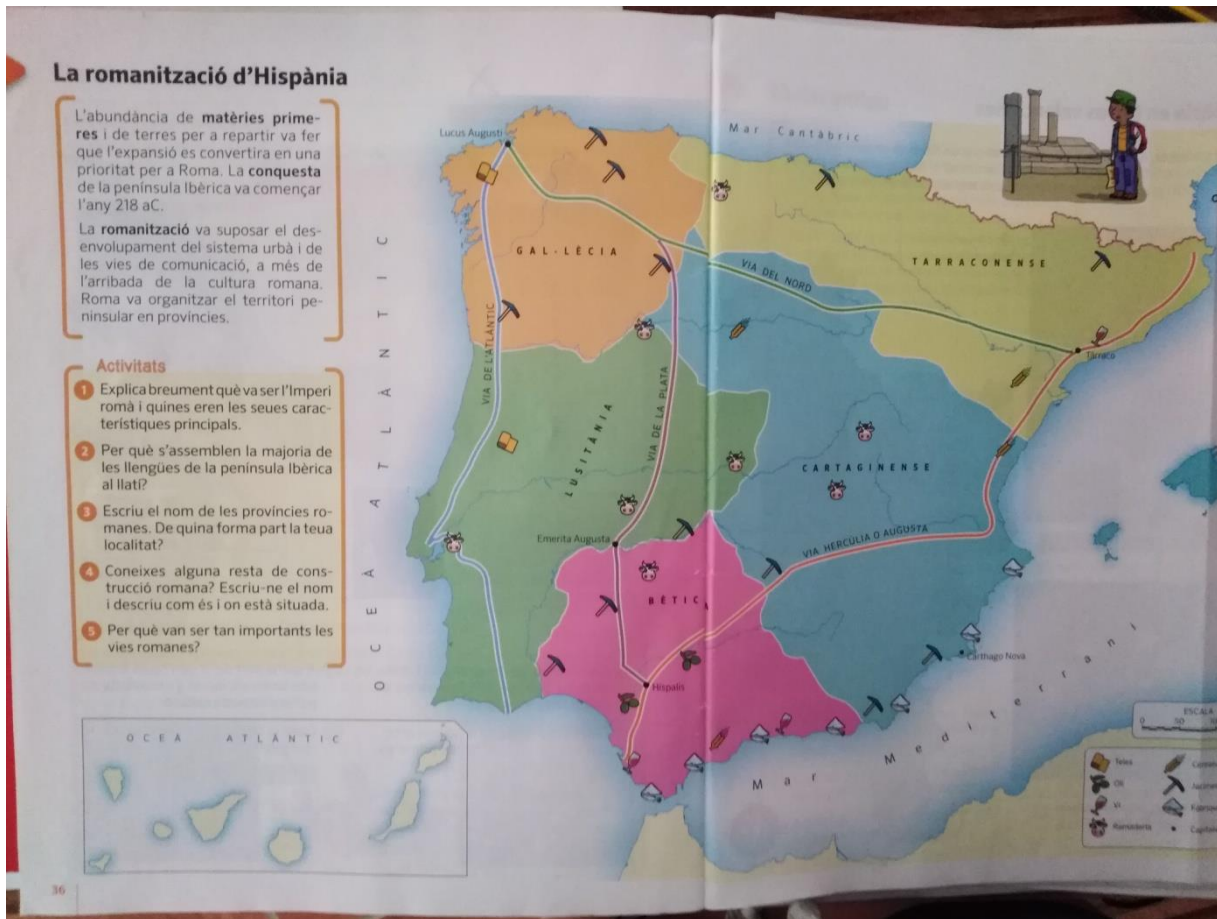 La romanització d'Hispània
L'abundància de matèries prime-
res i de terres per a repartir va fer
que l'expansió es convertira en una
prioritat per a Roma. La conquesta
de la península Ibèrica va començar
l'any 218 aC.
La romanització va suposar el des-
envolupament del sistema urbà i de
les vies de comunicació, a més de
l'arribada de la cultura romana.
Roma va organitzar el territori pe-
ninsular en províncies.
Activitats
1 Explica breument què va ser l'Imperi
romà i quines eren les seues carac-
terístiques principals.
2 Per què s'assemblen la majoria de
les llengües de la península Ibèrica
al llatí?
3 Escriu el nom de les províncies ro-
manes. De quina forma part la teua
localitat?
4 Coneixes alguna resta de cons-
trucció romana? Escriu-ne el nom
i descriu com és i on està situada.
5 Per què van ser tan importants les
vies romanes?
OCEÀ ATLÀNTIC
36
OCEÀ ATLÀNTIC
Mar Cantàbric
Lucus Augusti
GAL·LÈCIA
TARRACONENSE
VIA DEL NORD
VIA DE L'ATLÀNTIC
Tàrraco
VIA DE LA PLATA
LUSITÀNIA
CARTAGINENSE
Emerita Augusta
VIA HERCÚLIA O AUGUSTA
BÈTIC
Carthago Nova
Hispalis
Mar Mediterrani
ESCALA
0 50
Teles
Oli
Vi
Ramaderia